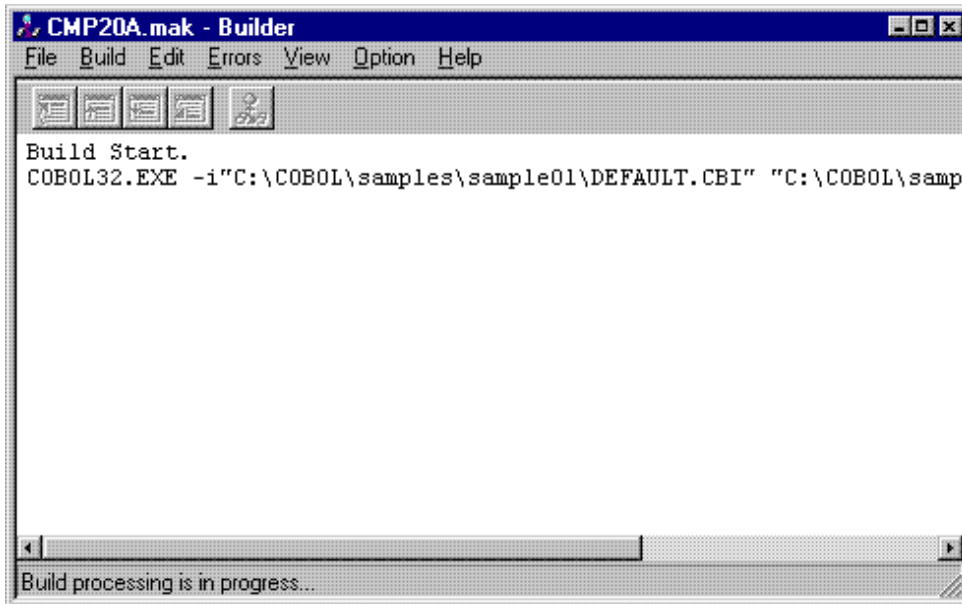 CMP20A.mak - Builder
File Build Edit Errors View Option Help
Build Start.
COBOL32.EXE -i"C:\COBOL\samples\sample01\DEFAULT.CBI" "C:\COBOL\samp
Build processing is in progress...